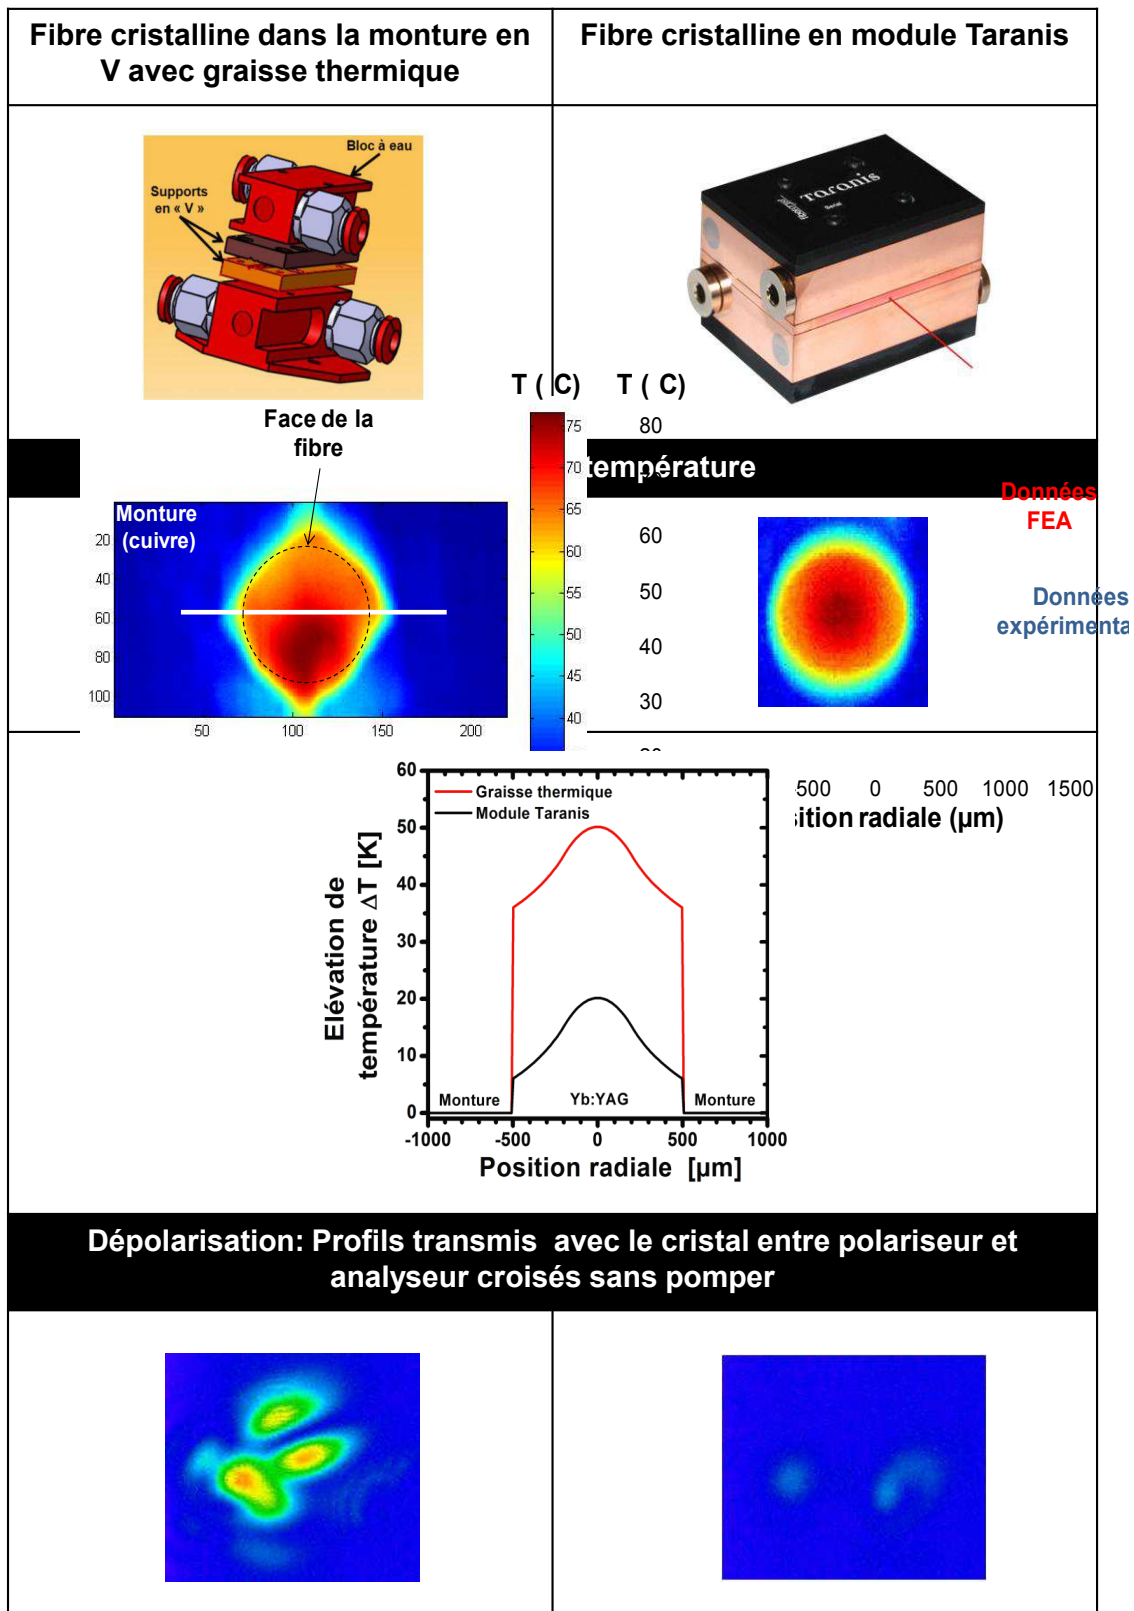 Fibre cristalline dans la monture en
V avec graisse thermique
Fibre cristalline en module Taranis
Bloc à eau
Supports
en « V »
Taranis
Serial
T ( C)
T ( C)
Face de la
fibre
température
Monture
(cuivre)
20
40
60
80
100
50
100
150
200
75
70
65
60
55
50
45
40
80
60
50
40
30
Données
FEA
Données
expérimenta
500
0
500
1000
1500
sition radiale (µm)
Graisse thermique
Module Taranis
Elévation de
température ΔT [K]
60
50
40
30
20
10
0
Monture
Yb:YAG
Monture
-1000
-500
0
500
1000
Position radiale [µm]
Dépolarisation: Profils transmis avec le cristal entre polariseur et
analyseur croisés sans pomper